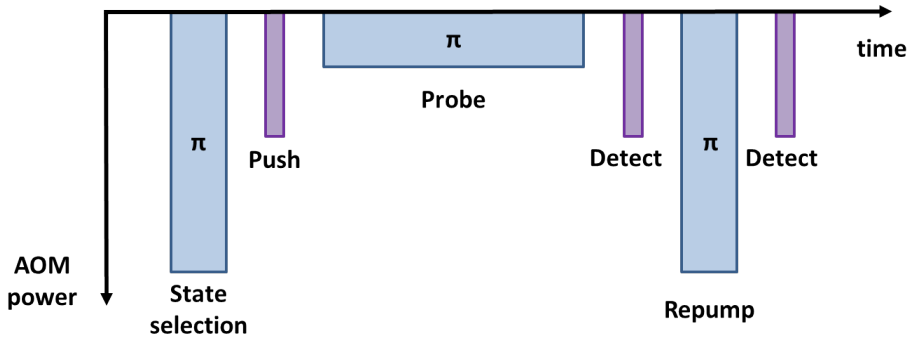 π
time
Probe
π
π
Push
Detect
Detect
AOM
power
State
selection
Repump